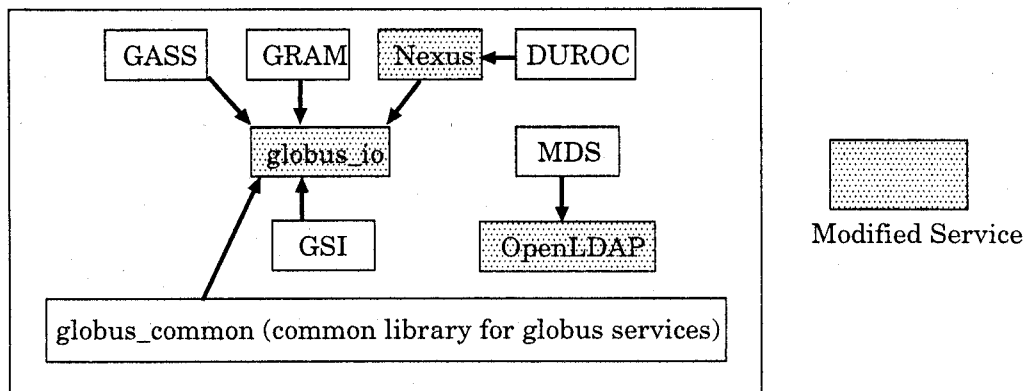 GASS
GRAM
Nexus
DUROC
globus_io
MDS
GSI
OpenLDAP
Modified Service
globus_common (common library for globus services)